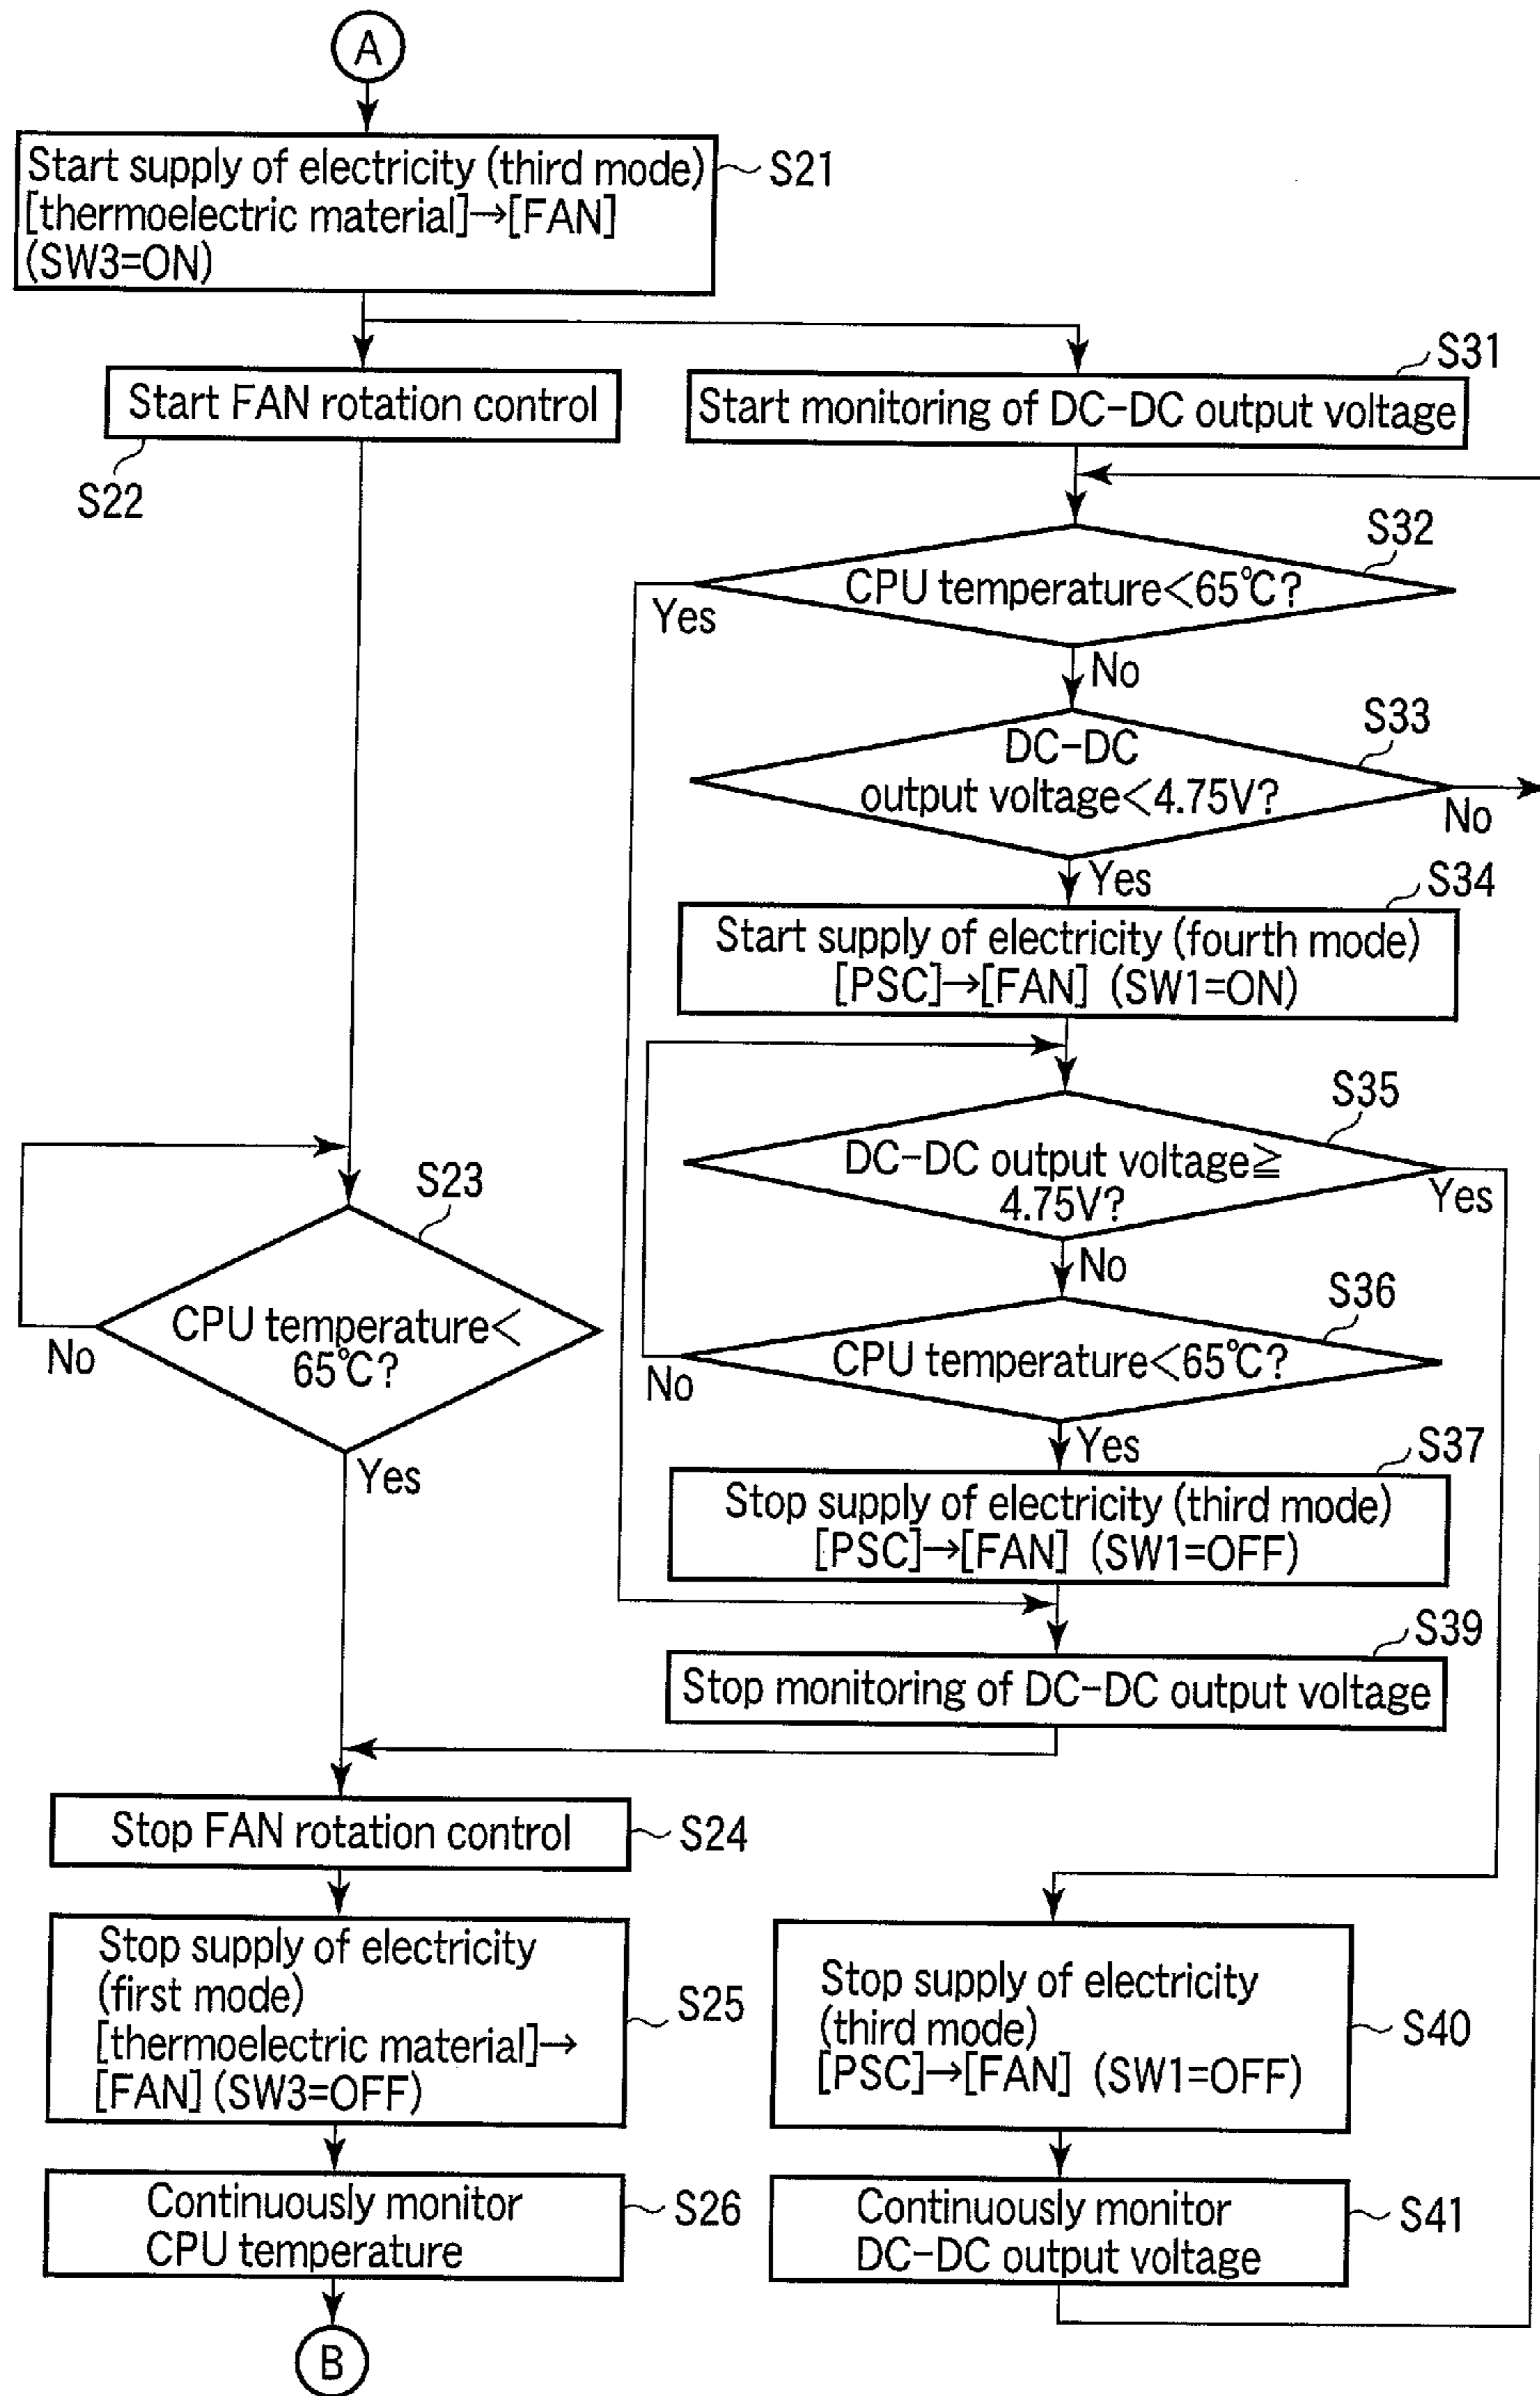 A
Start supply of electricity (third mode)
[thermoelectric material]→[FAN]
(SW3=ON)
S21
Start FAN rotation control
S22
S31
Start monitoring of DC-DC output voltage
S32
CPU temperature<65℃?
Yes
No
S33
DC-DC
output voltage<4.75V?
No
Yes
S34
Start supply of electricity (fourth mode)
[PSC]→[FAN] (SW1=ON)
S35
DC-DC output voltage≧
4.75V?
Yes
No
S23
CPU temperature<
65℃?
No
Yes
S36
CPU temperature<65℃?
No
Yes
S37
Stop supply of electricity (third mode)
[PSC]→[FAN] (SW1=OFF)
S39
Stop monitoring of DC-DC output voltage
Stop FAN rotation control
S24
Stop supply of electricity
(first mode)
[thermoelectric material]→
[FAN] (SW3=OFF)
S25
Stop supply of electricity
(third mode)
[PSC]→[FAN] (SW1=OFF)
S40
Continuously monitor
CPU temperature
S26
Continuously monitor
DC-DC output voltage
S41
B